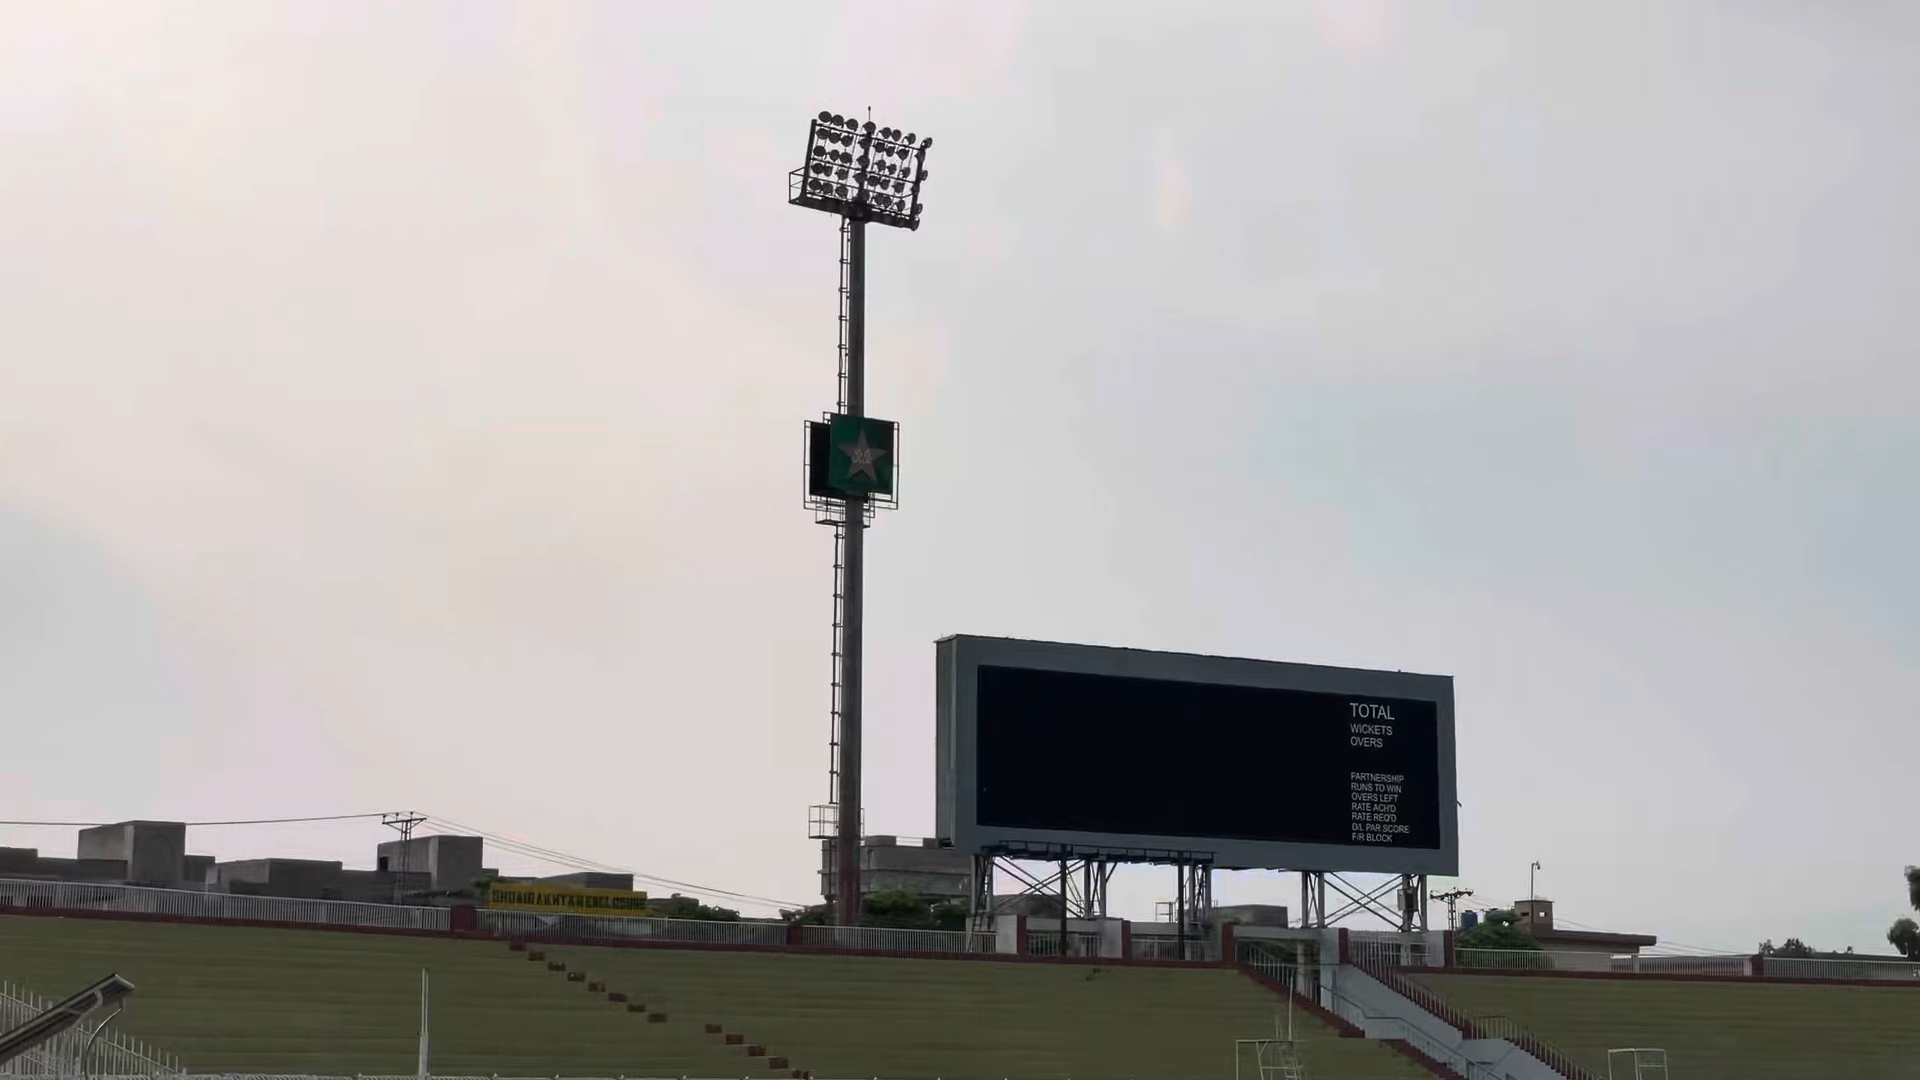 SHOAIB AKHTAR ENCLOSURE
TOTAL
WICKETS
OVERS
PARTNERSHIP
RUNS TO WIN
OVERS LEFT
RATE ACH'D
RATE REQ'D
D/L PAR SCORE
F/R BLOCK